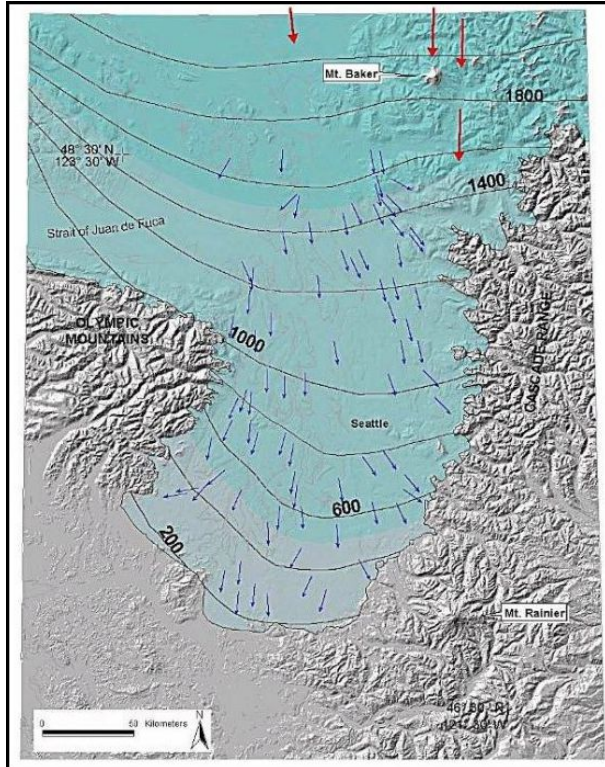 Mt. Baker
1800
48° 30' N
123° 30' W
1400
Strait of Juan de Fuca
OLYMPIC
MOUNTAINS
1000
CASCADE RANGE
Seattle
600
200
Mt. Rainier
46° 30' N
121° 30' W
0 50 Kilometers
N